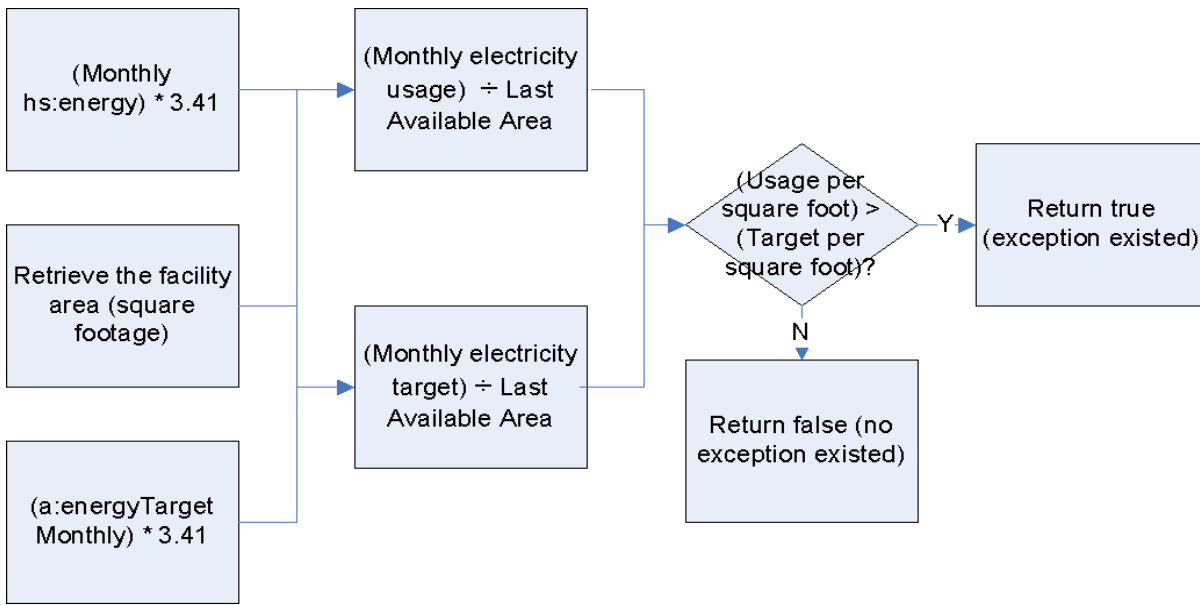 (Monthly
hs:energy) * 3.41
Retrieve the facility
area (square
footage)
(a:energyTarget
Monthly) * 3.41
(Monthly electricity
usage) ÷ Last
Available Area
(Monthly electricity
target) ÷ Last
Available Area
(Usage per
square foot) >
(Target per
square foot)?
Y
Return true
(exception existed)
N
Return false (no
exception existed)